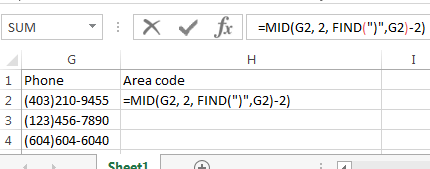 SUM fx =MID(G2, 2, FIND(")",G2)-2)
G H I
1 Phone Area code
2 (403)210-9455 =MID(G2, 2, FIND(")",G2)-2)
3 (123)456-7890
4 (604)604-6040
Sheet1